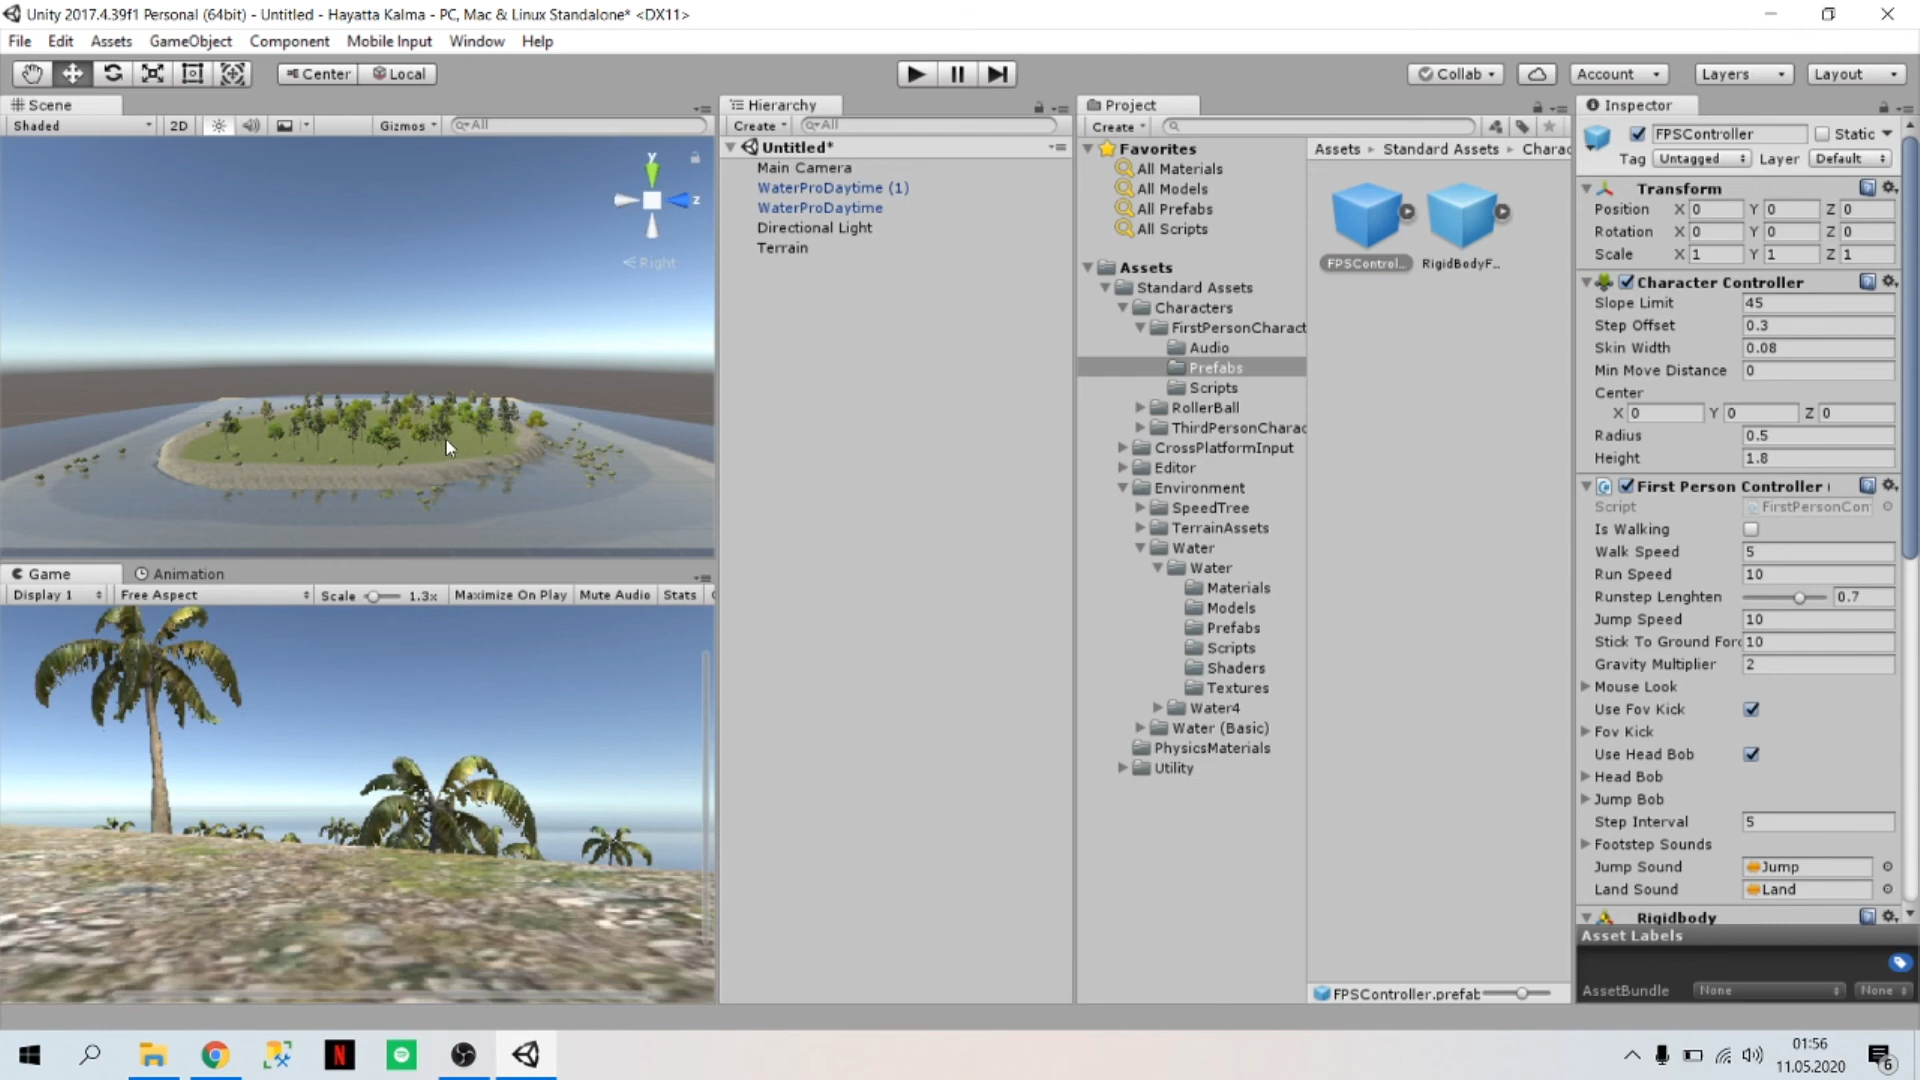 Unity 2017.4.39f1 Personal (64bit) - Untitled - Hayatta Kalma - PC, Mac & Linux Standalone* <DX11>
File Edit Assets GameObject Component Mobile Input Window Help
Center Local Collab Account Layers Layout
Scene
Shaded 2D Gizmos All
y
z
Right
Game Animation
Display 1 Free Aspect Scale 1.3x Maximize On Play Mute Audio Stats
Hierarchy
Create All
Untitled*
Main Camera
WaterProDaytime (1)
WaterProDaytime
Directional Light
Terrain
Project
Create
Favorites
All Materials
All Models
All Prefabs
All Scripts
Assets
Standard Assets
Characters
FirstPersonCharact
Audio
Prefabs
Scripts
RollerBall
ThirdPersonCharac
CrossPlatformInput
Editor
Environment
SpeedTree
TerrainAssets
Water
Water
Materials
Models
Prefabs
Scripts
Shaders
Textures
Water4
Water (Basic)
PhysicsMaterials
Utility
Assets Standard Assets Charac
FPSControl... RigidBodyF...
FPSController.prefab
Inspector
FPSController Static
Tag Untagged Layer Default
Transform
Position X 0 Y 0 Z 0
Rotation X 0 Y 0 Z 0
Scale X 1 Y 1 Z 1
Character Controller
Slope Limit 45
Step Offset 0.3
Skin Width 0.08
Min Move Distance 0
Center
X 0 Y 0 Z 0
Radius 0.5
Height 1.8
First Person Controller (
Script FirstPersonCon
Is Walking
Walk Speed 5
Run Speed 10
Runstep Lenghten 0.7
Jump Speed 10
Stick To Ground Forc 10
Gravity Multiplier 2
Mouse Look
Use Fov Kick
Fov Kick
Use Head Bob
Head Bob
Jump Bob
Step Interval 5
Footstep Sounds
Jump Sound Jump
Land Sound Land
Rigidbody
Asset Labels
AssetBundle None None
N
01:56
11.05.2020
6